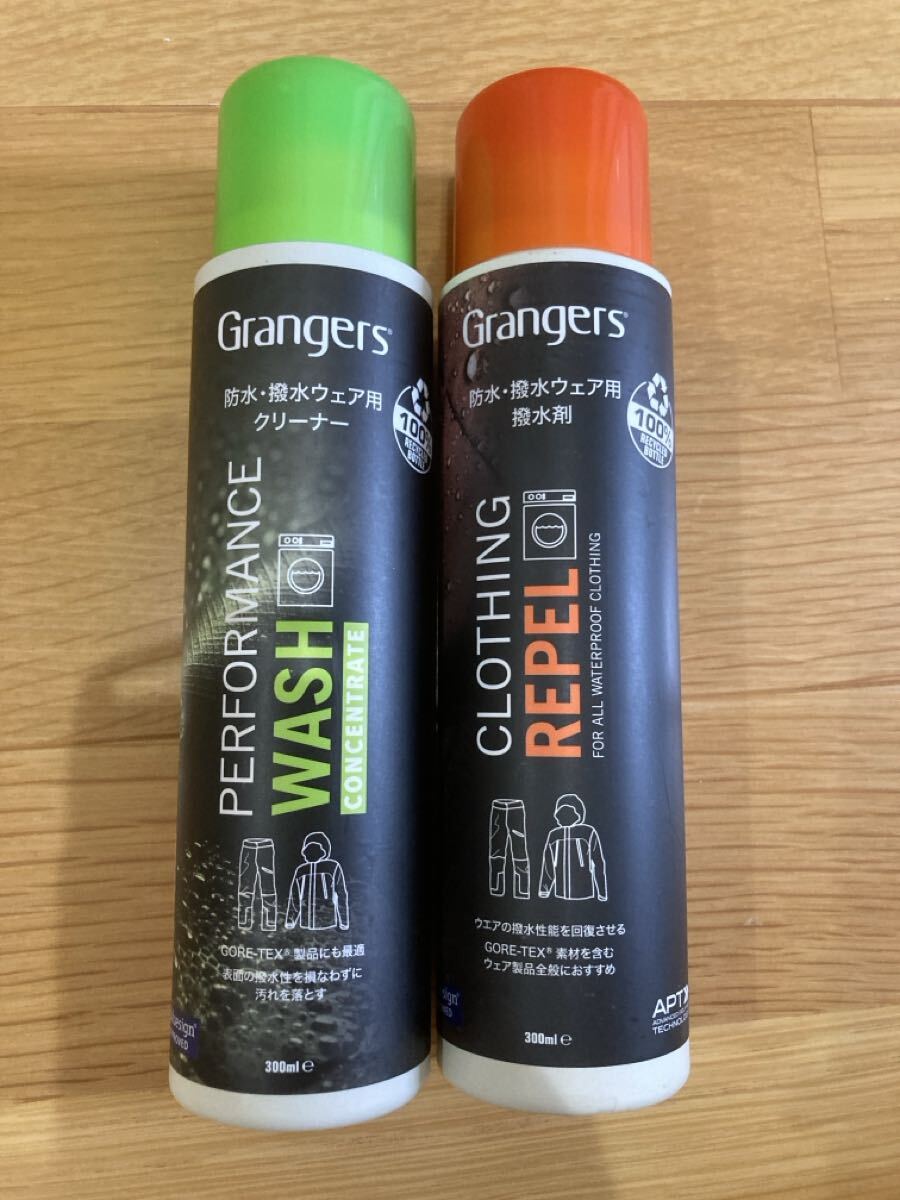 Grangers®
防水・撥水ウェア用
クリーナー
100%
RECYCLED
BOTTLE
PERFORMANCE
WASH
CONCENTRATE
GORE-TEX® 製品にも最適
表面の撥水性を損なわずに
汚れを落とす
300ml e
Grangers®
防水・撥水ウェア用
撥水剤
100%
RECYCLED
BOTTLE
CLOTHING
REPEL
FOR ALL WATERPROOF CLOTHING
ウエアの撥水性能を回復させる
GORE-TEX® 素材を含む
ウェア製品全般におすすめ
APT
300ml e